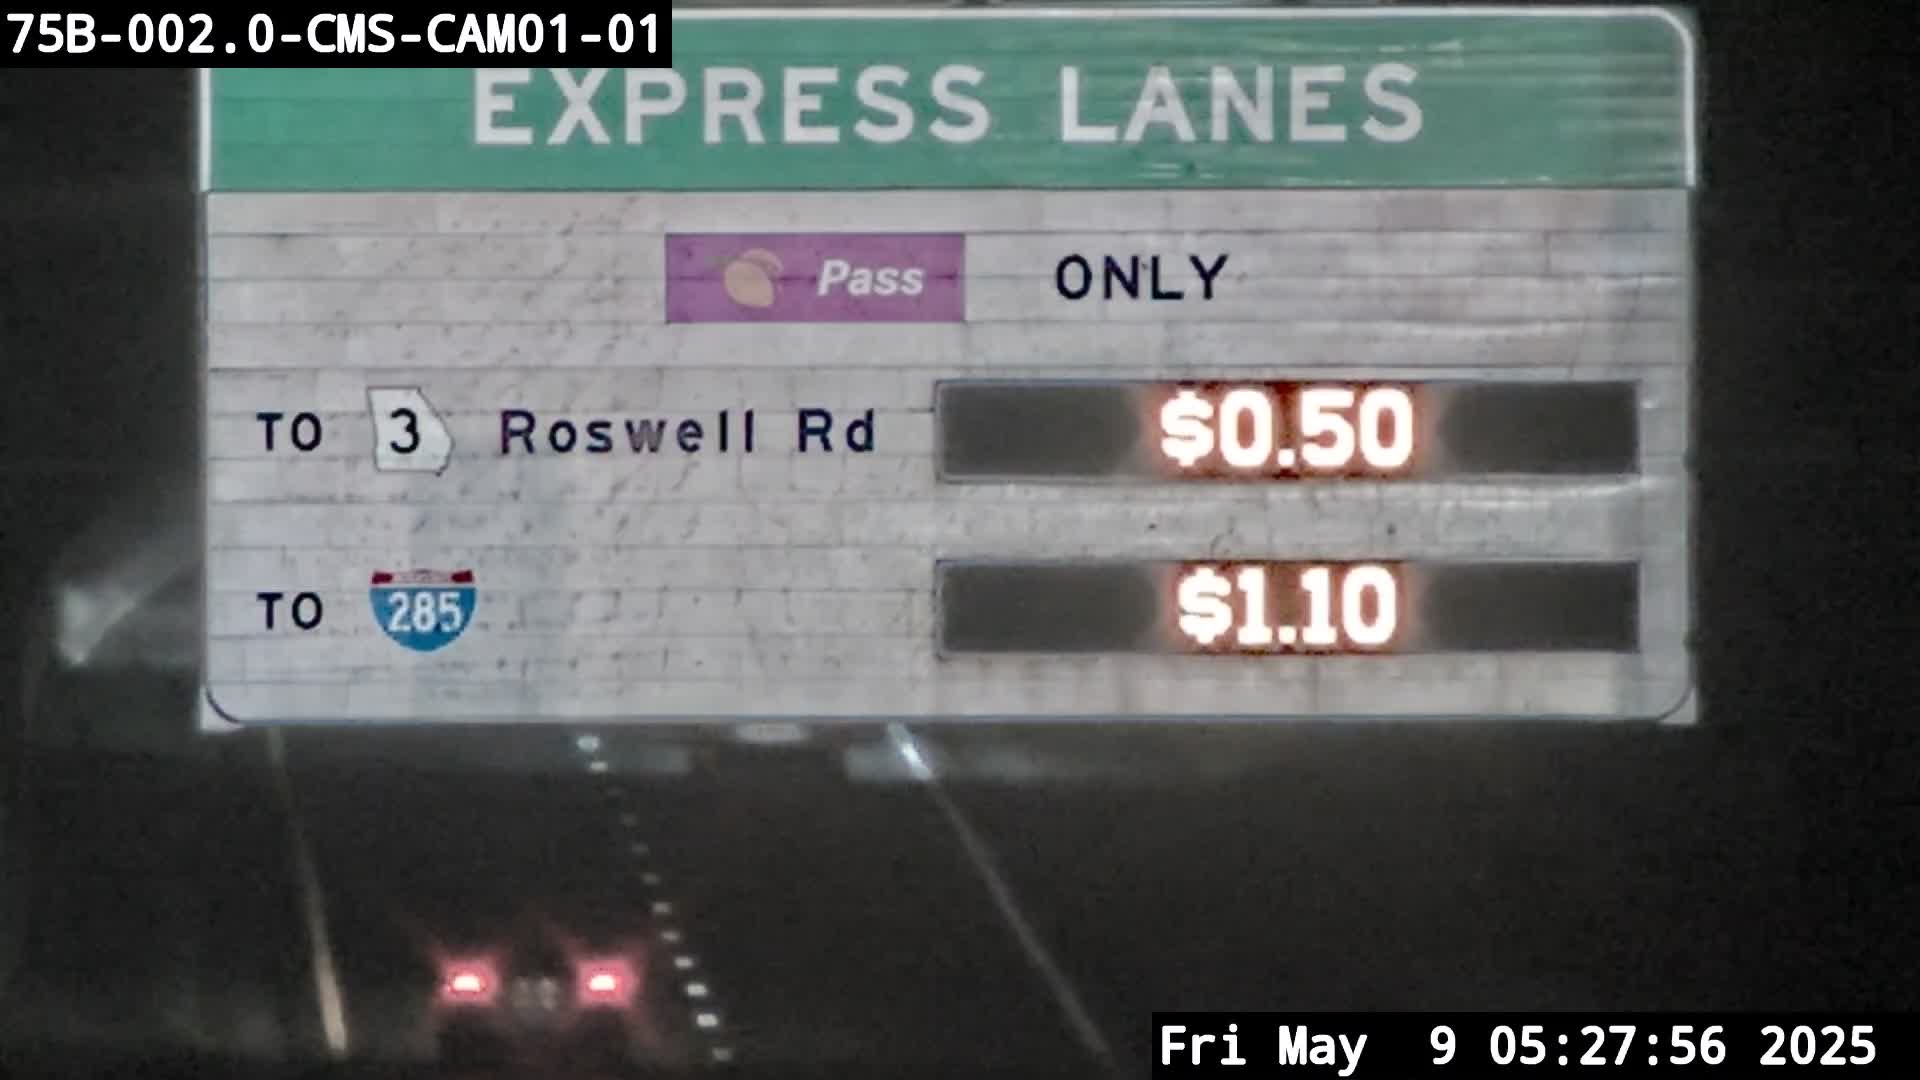 75B-002.0-CMS-CAM01-01
EXPRESS LANES
Pass ONLY
TO 3 Roswell Rd $0.50
TO 285 $1.10
Fri May 9 05:27:56 2025